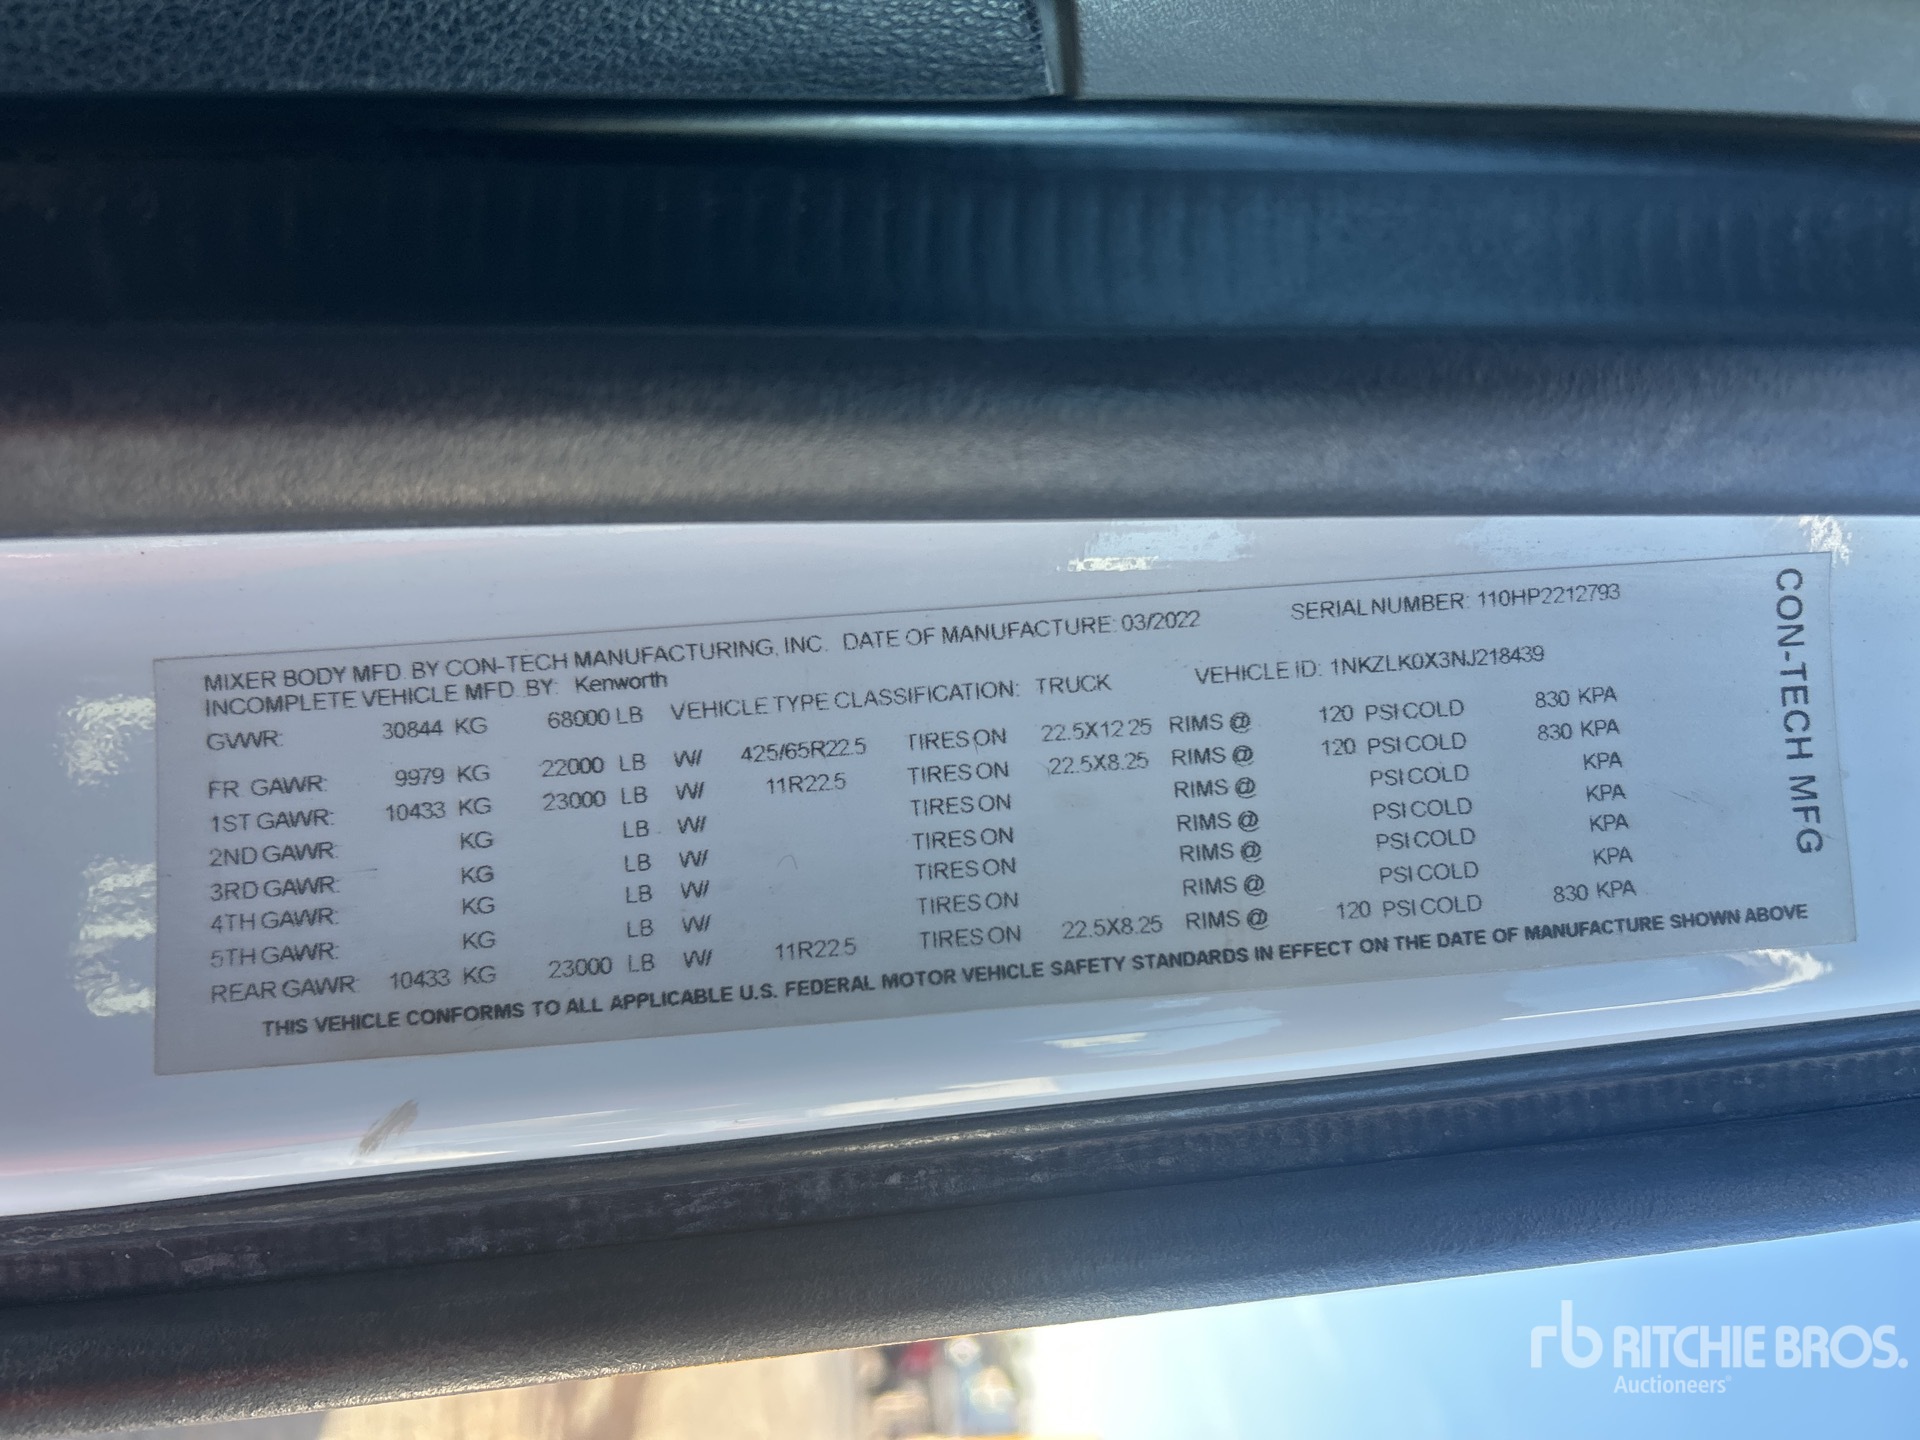 MIXER BODY MFD. BY CON-TECH MANUFACTURING, INC. DATE OF MANUFACTURE: 03/2022 SERIAL NUMBER: 110HP2212793
INCOMPLETE VEHICLE MFD. BY: Kenworth
GVWR: 30844 KG 68000 LB VEHICLE TYPE CLASSIFICATION: TRUCK VEHICLE ID: 1NKZLK0X3NJ218439
FR. GAWR: 9979 KG 22000 LB W/ 425/65R22.5 TIRES ON 22.5X12.25 RIMS @ 120 PSI COLD 830 KPA
1ST GAWR: 10433 KG 23000 LB W/ 11R22.5 TIRES ON 22.5X8.25 RIMS @ 120 PSI COLD 830 KPA
2ND GAWR: KG LB W/ TIRES ON RIMS @ PSI COLD KPA
3RD GAWR: KG LB W/ TIRES ON RIMS @ PSI COLD KPA
4TH GAWR: KG LB W/ TIRES ON RIMS @ PSI COLD KPA
5TH GAWR: KG LB W/ TIRES ON RIMS @ PSI COLD KPA
REAR GAWR: 10433 KG 23000 LB W/ 11R22.5 TIRES ON 22.5X8.25 RIMS @ 120 PSI COLD 830 KPA
THIS VEHICLE CONFORMS TO ALL APPLICABLE U.S. FEDERAL MOTOR VEHICLE SAFETY STANDARDS IN EFFECT ON THE DATE OF MANUFACTURE SHOWN ABOVE
CON-TECH MFG
rb RITCHIE BROS.
Auctioneers